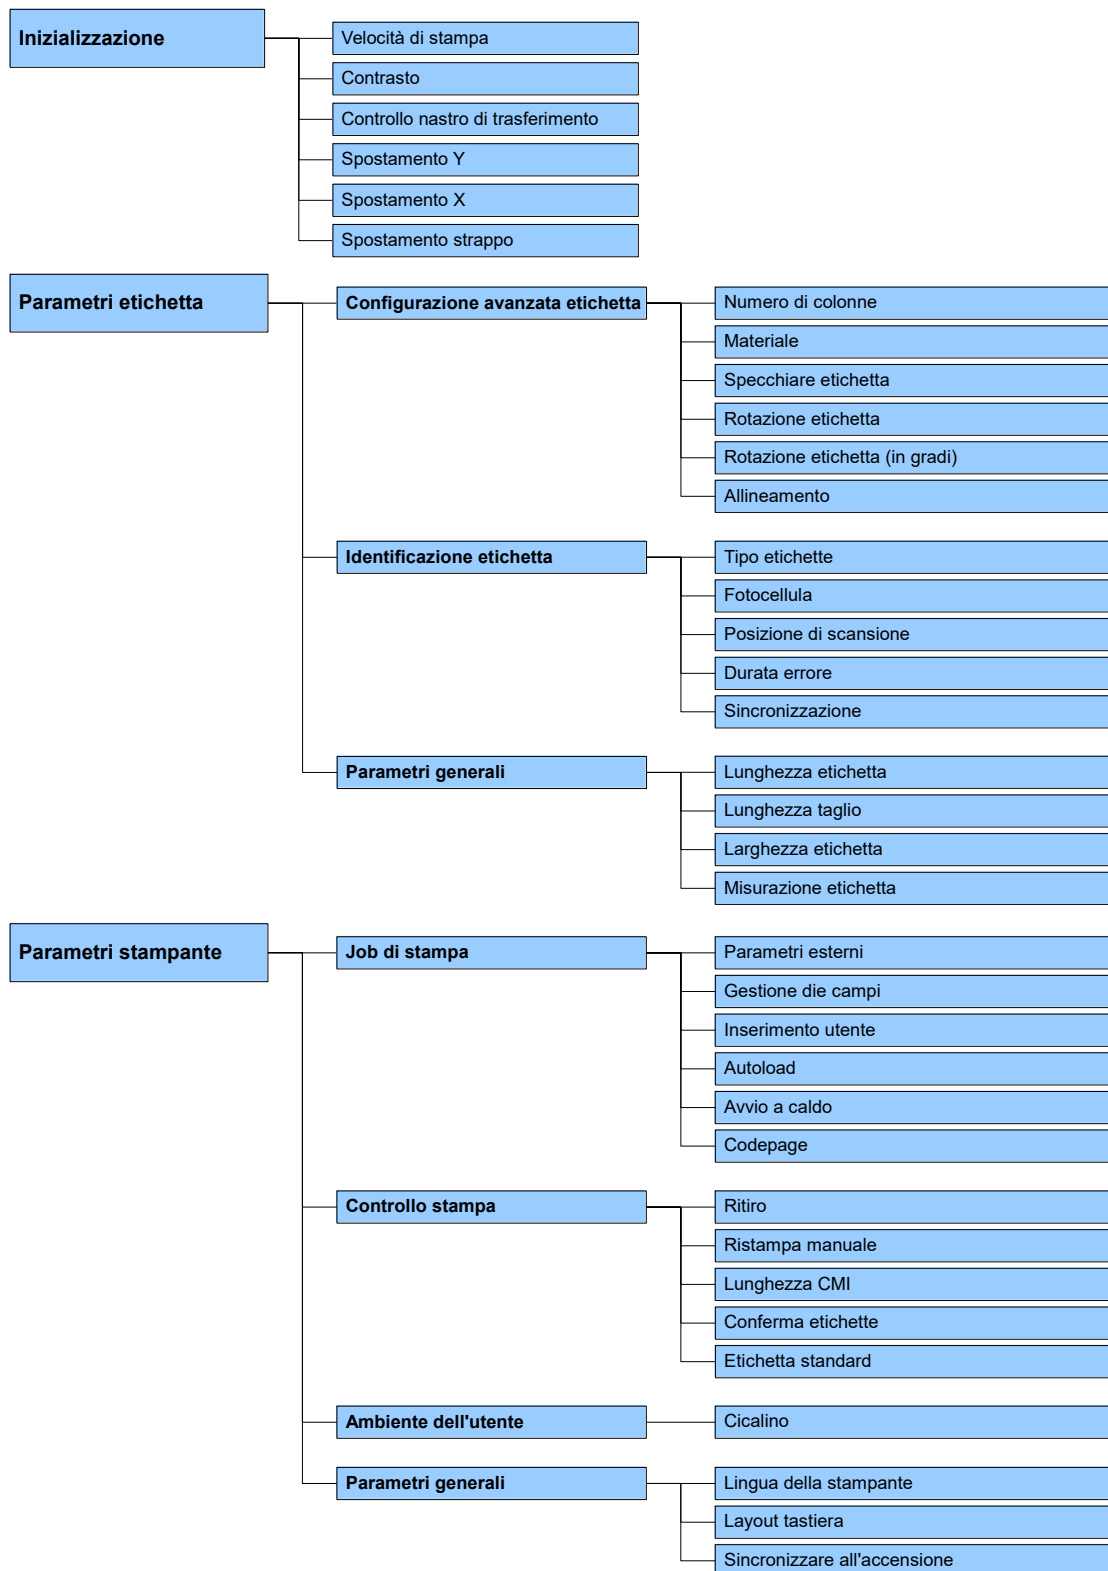 Inizializzazione
Velocità di stampa
Contrasto
Controllo nastro di trasferimento
Spostamento Y
Spostamento X
Spostamento strappo
Parametri etichetta
Configurazione avanzata etichetta
Numero di colonne
Materiale
Specchiare etichetta
Rotazione etichetta
Rotazione etichetta (in gradi)
Allineamento
Identificazione etichetta
Tipo etichette
Fotocellula
Posizione di scansione
Durata errore
Sincronizzazione
Parametri generali
Lunghezza etichetta
Lunghezza taglio
Larghezza etichetta
Misurazione etichetta
Parametri stampante
Job di stampa
Parametri esterni
Gestione die campi
Inserimento utente
Autoload
Avvio a caldo
Codepage
Controllo stampa
Ritiro
Ristampa manuale
Lunghezza CMI
Conferma etichette
Etichetta standard
Ambiente dell'utente
Cicalino
Parametri generali
Lingua della stampante
Layout tastiera
Sincronizzare all'accensione